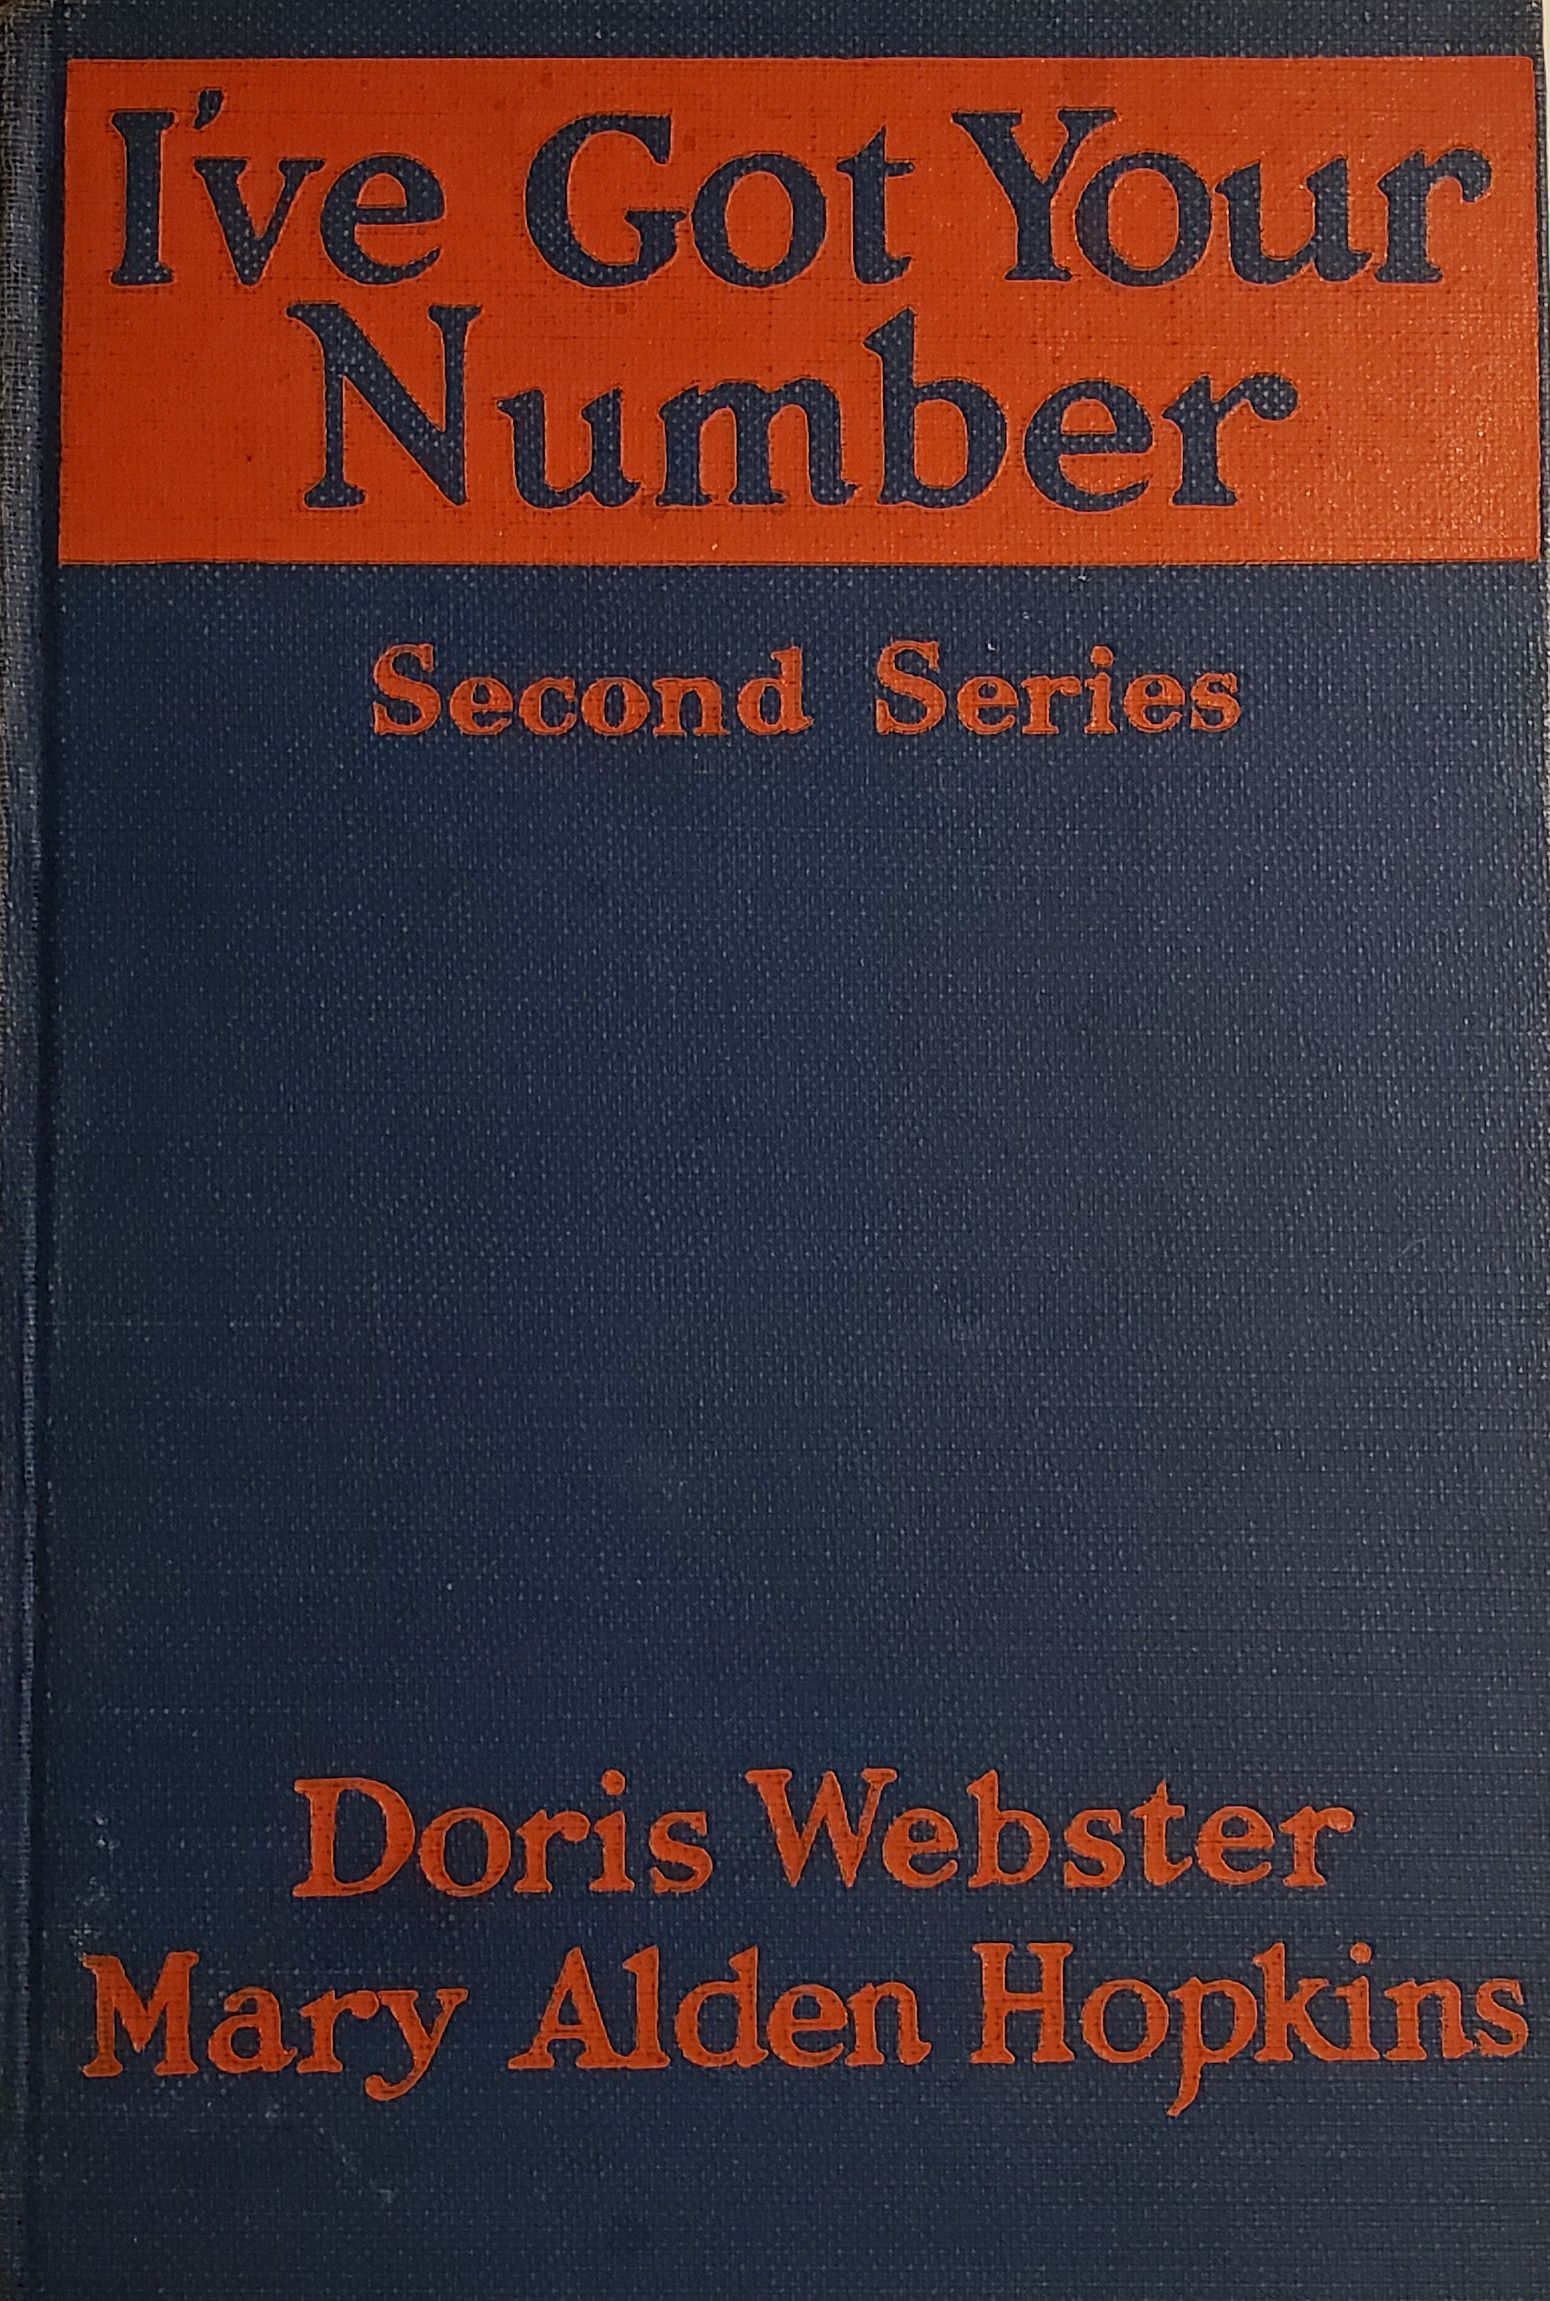 I've Got Your
Number
Second Series
Doris Webster
Mary Alden Hopkins